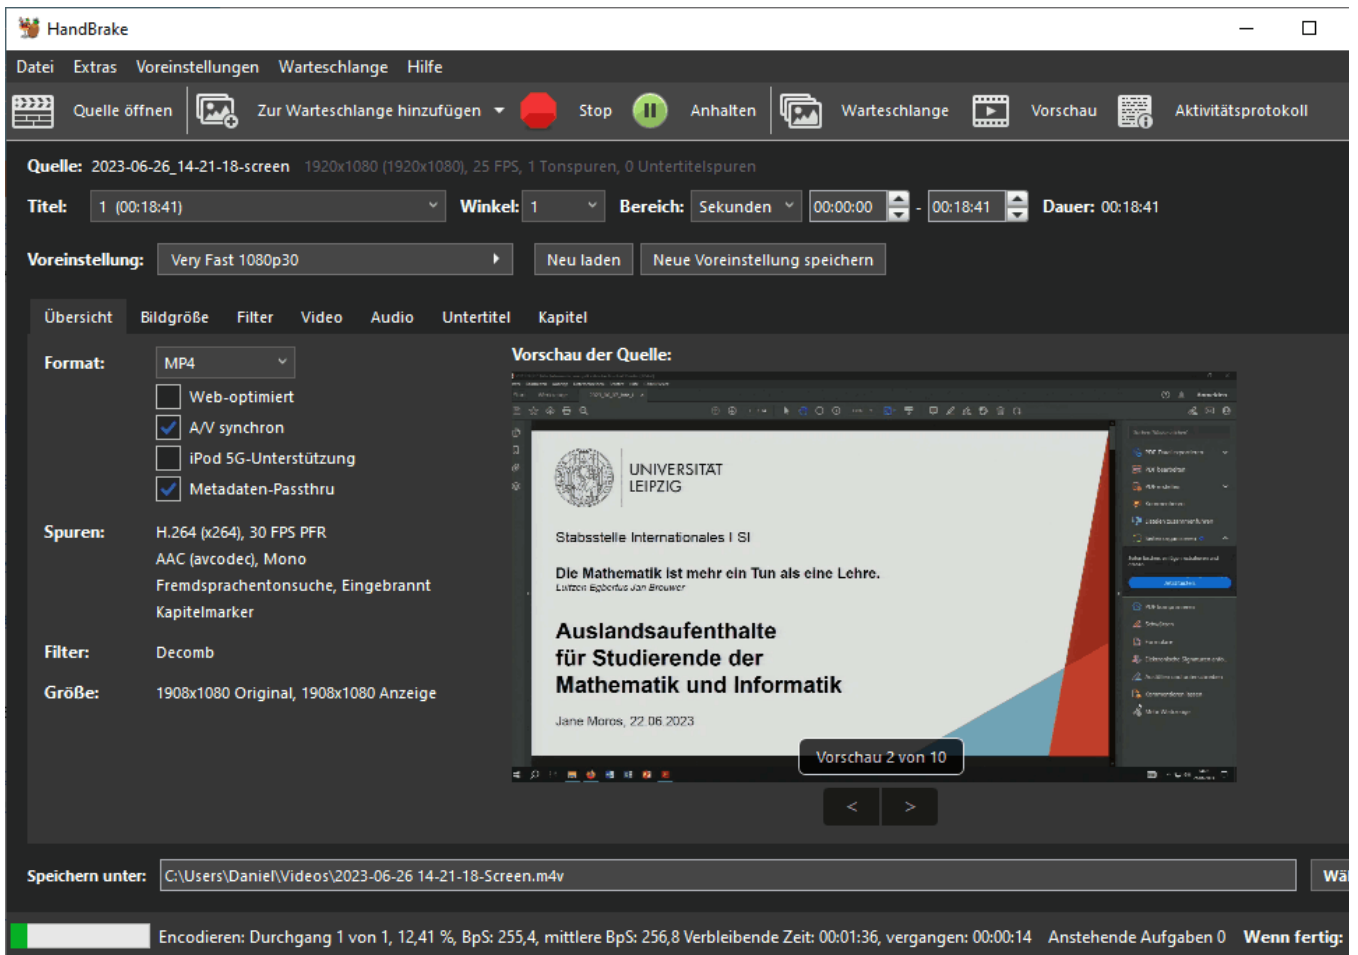 HandBrake
Datei Extras Voreinstellungen Warteschlange Hilfe
Quelle öffnen Zur Warteschlange hinzufügen Stop Anhalten Warteschlange Vorschau Aktivitätsprotokoll
Quelle: 2023-06-26_14-21-18-screen 1920x1080 (1920x1080), 25 FPS, 1 Tonspuren, 0 Untertitelspuren
Titel: 1 (00:18:41) Winkel: 1 Bereich: Sekunden 00:00:00 - 00:18:41 Dauer: 00:18:41
Voreinstellung: Very Fast 1080p30 Neu laden Neue Voreinstellung speichern
Übersicht Bildgröße Filter Video Audio Untertitel Kapitel
Format: MP4
Web-optimiert
A/V synchron
iPod 5G-Unterstützung
Metadaten-Passthru
Spuren: H.264 (x264), 30 FPS PFR
AAC (avcodec), Mono
Fremdsprachentonsuche, Eingebrannt
Kapitelmarker
Filter: Decomb
Größe: 1908x1080 Original, 1908x1080 Anzeige
Vorschau der Quelle:
Anmelden
UNIVERSITÄT
LEIPZIG
Stabsstelle Internationales I SI
Die Mathematik ist mehr ein Tun als eine Lehre.
Luitzen Egbertus Jan Brouwer
Auslandsaufenthalte
für Studierende der
Mathematik und Informatik
Jane Moros, 22.06.2023
PDF bearbeiten
Kommentieren
Dateien zusammenführen
Schwärzen
Mehr Werkzeuge
Vorschau 2 von 10
< >
Speichern unter: C:\Users\Daniel\Videos\2023-06-26 14-21-18-Screen.m4v
Encodieren: Durchgang 1 von 1, 12,41 %, BpS: 255,4, mittlere BpS: 256,8 Verbleibende Zeit: 00:01:36, vergangen: 00:00:14 Anstehende Aufgaben 0 Wenn fertig: